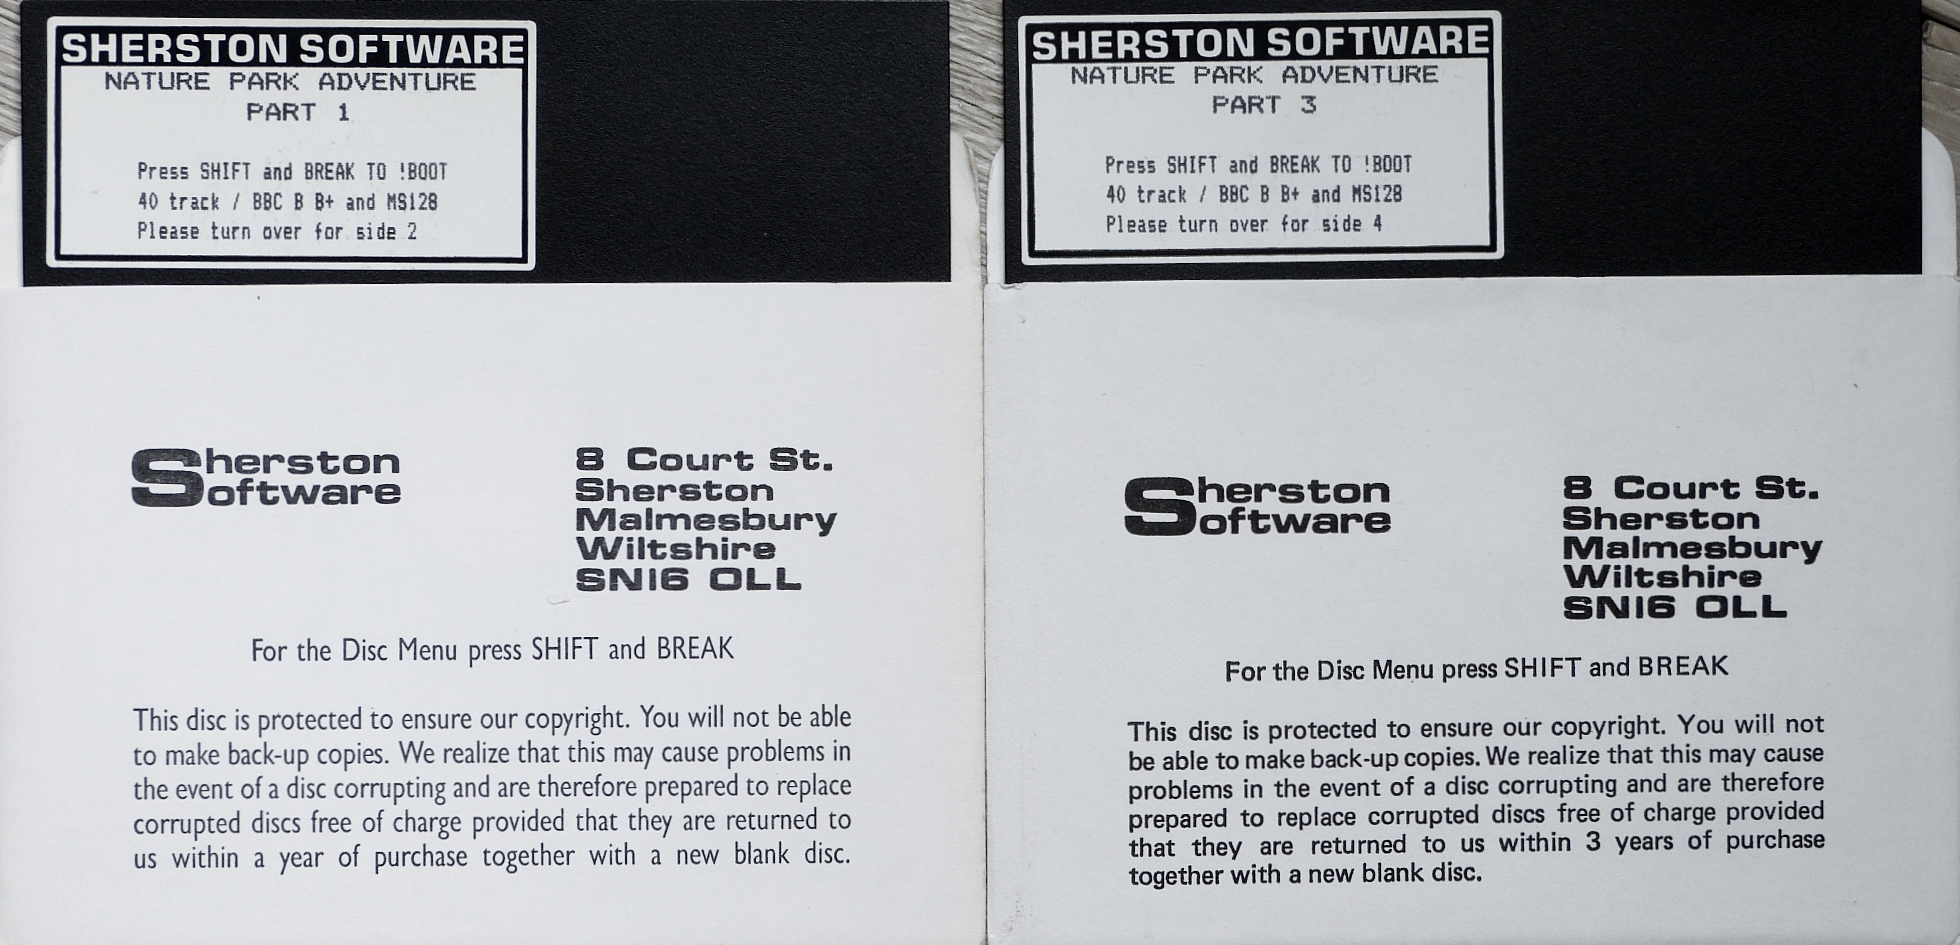 SHERSTON SOFTWARE
NATURE PARK ADVENTURE
PART 1
Press SHIFT and BREAK TO !BOOT
40 track / BBC B B+ and MS128
Please turn over for side 2
Sherston
Software
8 Court St.
Sherston
Malmesbury
Wiltshire
SN16 OLL
For the Disc Menu press SHIFT and BREAK
This disc is protected to ensure our copyright. You will not be able
to make back-up copies. We realize that this may cause problems in
the event of a disc corrupting and are therefore prepared to replace
corrupted discs free of charge provided that they are returned to
us within a year of purchase together with a new blank disc.
SHERSTON SOFTWARE
NATURE PARK ADVENTURE
PART 3
Press SHIFT and BREAK TO !BOOT
40 track / BBC B B+ and MS128
Please turn over for side 4
Sherston
Software
8 Court St.
Sherston
Malmesbury
Wiltshire
SN16 OLL
For the Disc Menu press SHIFT and BREAK
This disc is protected to ensure our copyright. You will not
be able to make back-up copies. We realize that this may cause
problems in the event of a disc corrupting and are therefore
prepared to replace corrupted discs free of charge provided
that they are returned to us within 3 years of purchase
together with a new blank disc.